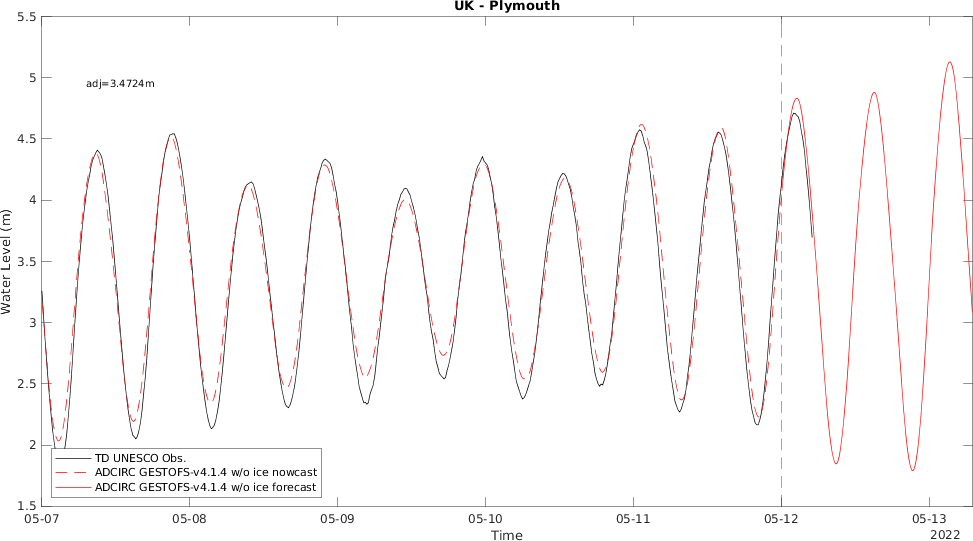 UK - Plymouth
5.5
5
4.5
4
3.5
3
2.5
2
1.5
Water Level (m)
adj=3.4724m
TD UNESCO Obs.
ADCIRC GESTOFS-v4.1.4 w/o ice nowcast
ADCIRC GESTOFS-v4.1.4 w/o ice forecast
05-07 05-08 05-09 05-10 05-11 05-12 05-13
Time
2022